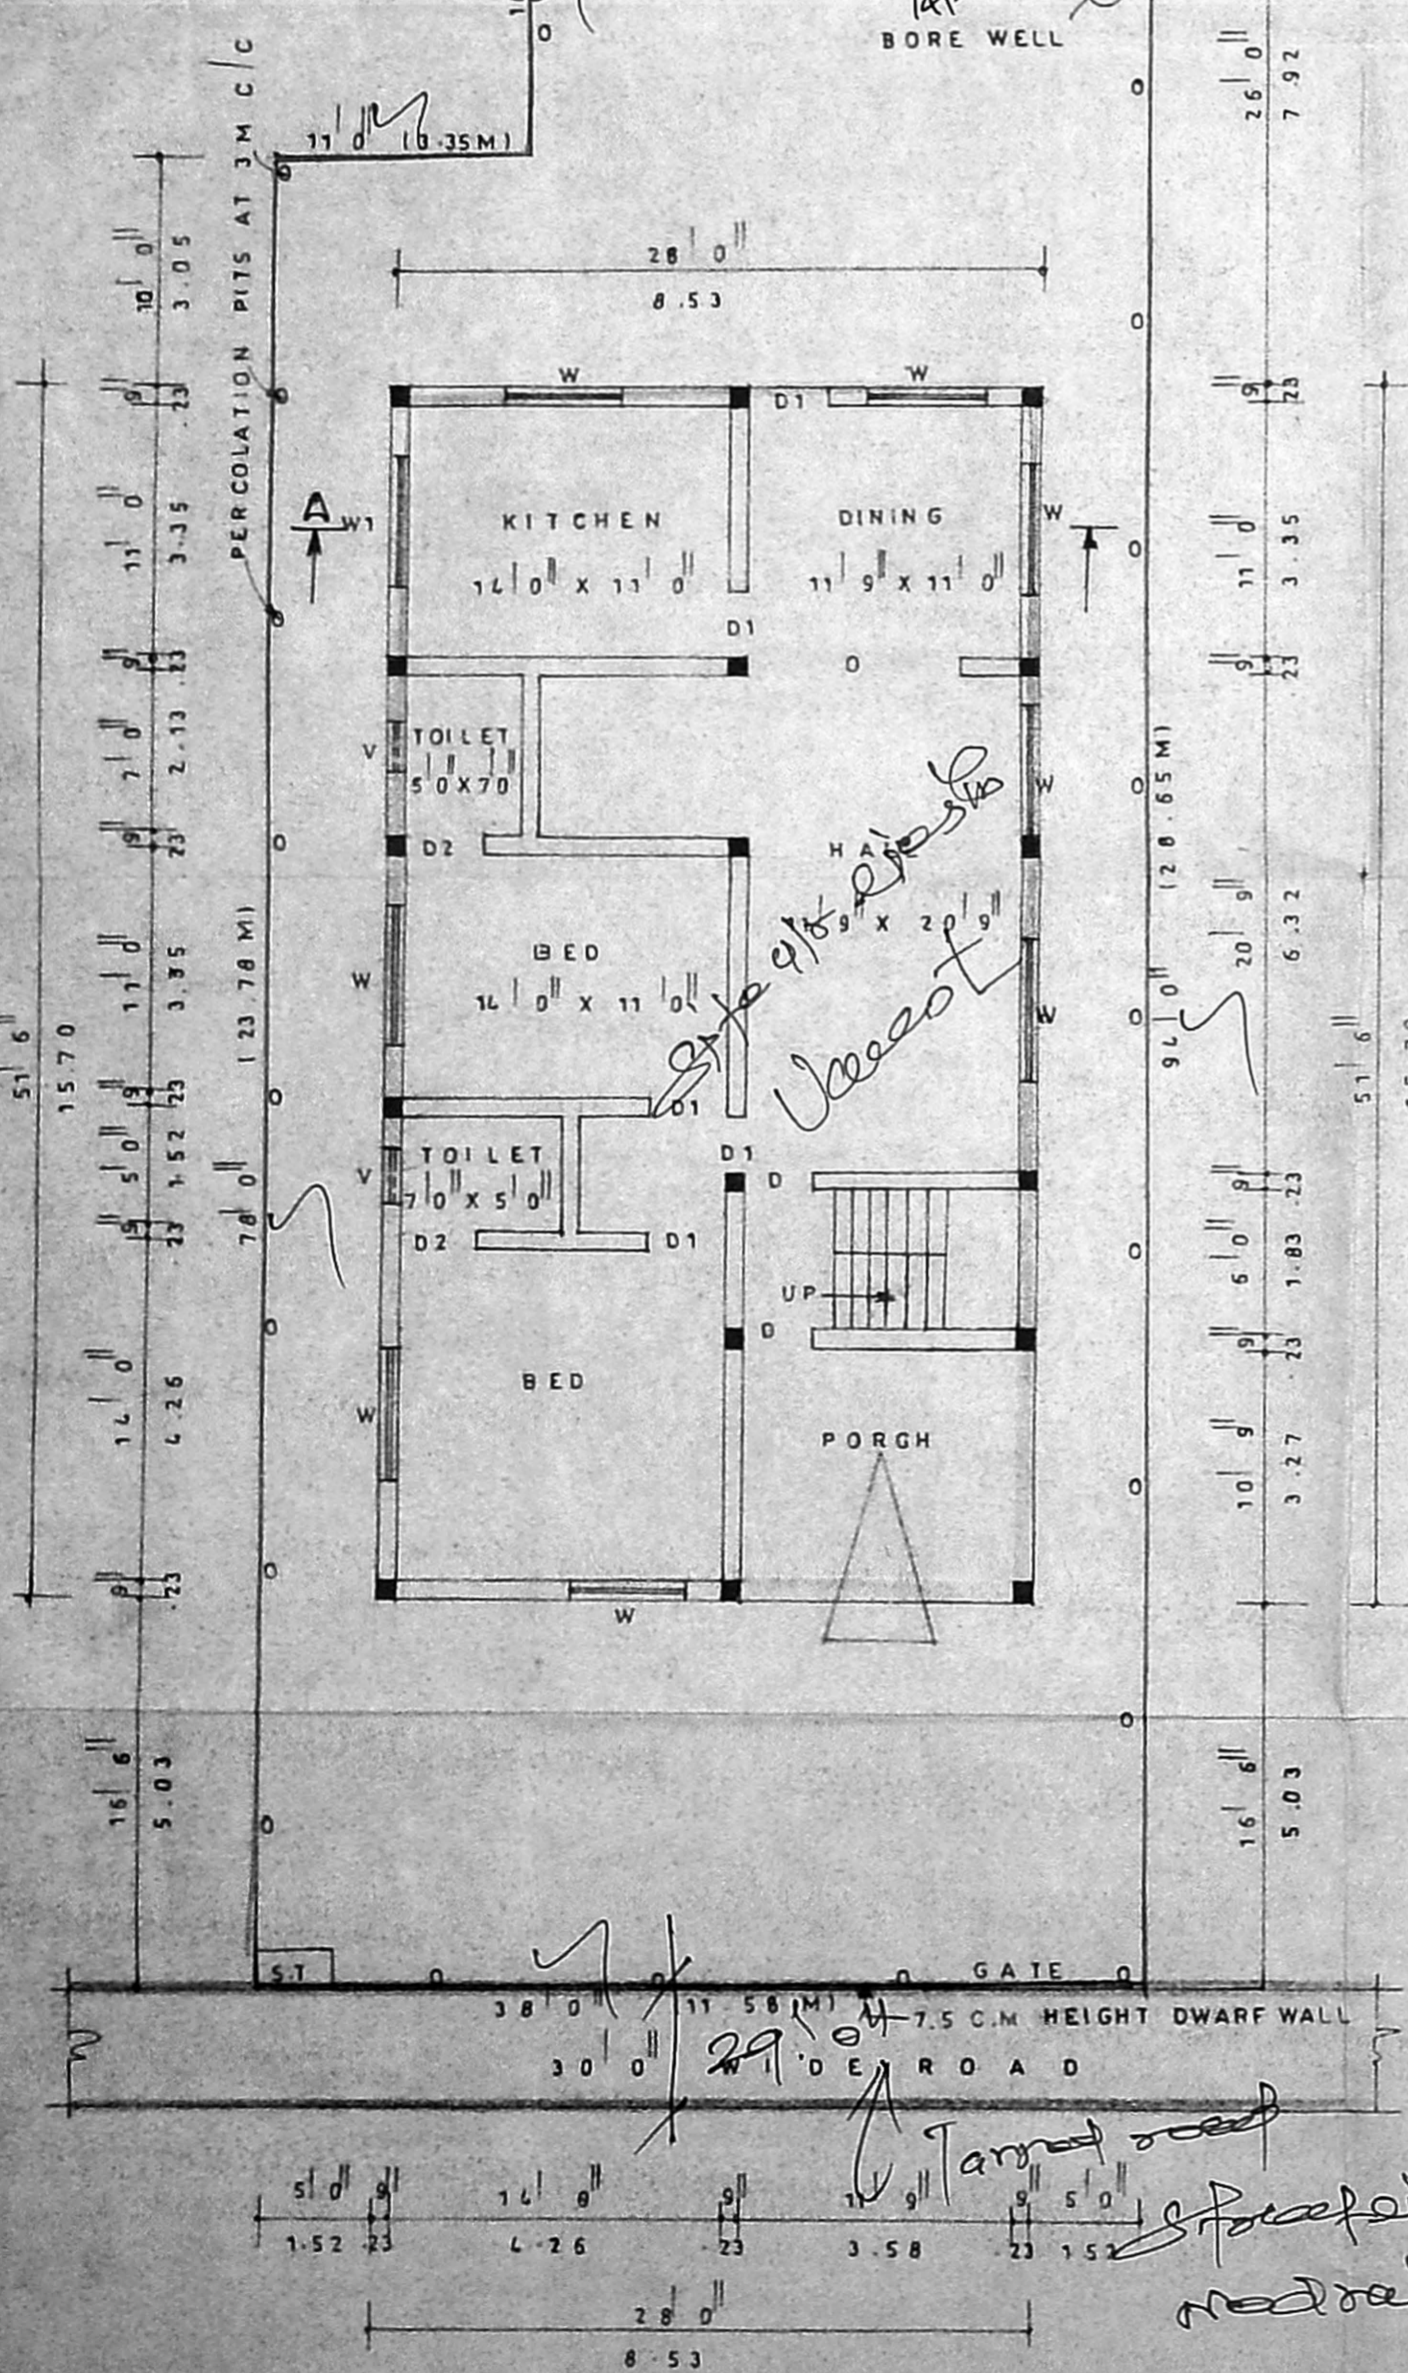 BORE WELL
11'0" (3.35M)
PERCOLATION PITS AT 3M C/C
26'0"
7.92
10'0"
3.05
28'0"
8.53
W
W
D1
9"
.23
9"
.23
A
W1
KITCHEN
14'0" X 11'0"
DINING
11'9" X 11'0"
W
11'0"
3.35
11'0"
3.35
D1
O
9"
.23
9"
.23
V
TOILET
5'0" X 7'0"
W
7'0"
2.13
D2
HALL
9" X 20'9"
9"
.23
BED
14'0" X 11'0"
W
W
11'0"
3.35
20'9"
6.32
(23.78 M)
78'0"
(28.65 M)
94'0"
51'6"
15.70
51'6"
Vacant
9"
.23
D1
D1
V
TOILET
7'0" X 5'0"
5'0"
1.52
D
9"
.23
D2
D1
9"
.23
UP
6'0"
1.83
D
9"
.23
BED
W
14'0"
4.26
PORCH
10'9"
3.27
9"
.23
W
16'6"
5.03
16'6"
5.03
S.T
GATE
38'0"
11.58 (M)
7.5 C.M HEIGHT DWARF WALL
30'0" WIDE ROAD
29'0"
Tarred road
5'0"
9"
14'0"
9"
11'9"
9"
5'0"
1.52
.23
4.26
.23
3.58
.23
1.52
28'0"
8.53